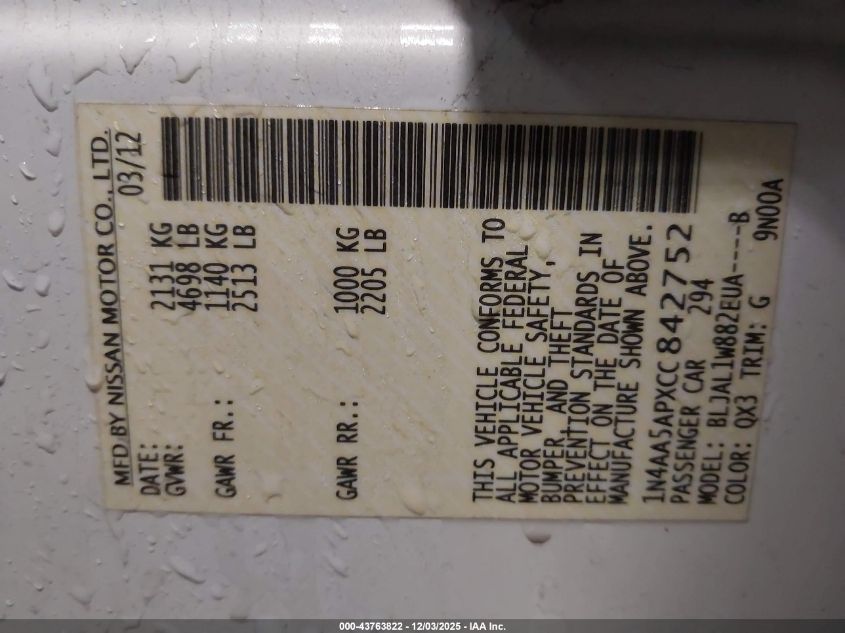 MFD BY NISSAN MOTOR CO., LTD.
DATE: 03/12
GVWR: 2131 KG
4698 LB
GAWR FR.: 1140 KG
2513 LB
GAWR RR.: 1000 KG
2205 LB
THIS VEHICLE CONFORMS TO
ALL APPLICABLE FEDERAL
MOTOR VEHICLE SAFETY,
BUMPER, AND THEFT
PREVENTION STANDARDS IN
EFFECT ON THE DATE OF
MANUFACTURE SHOWN ABOVE.
1N4AA5APXCC842752
PASSENGER CAR 294
MODEL: BLJAL1W882EUA----B
COLOR: QX3 TRIM: G 9N00A
000-43763822 - 12/03/2025 - IAA Inc.